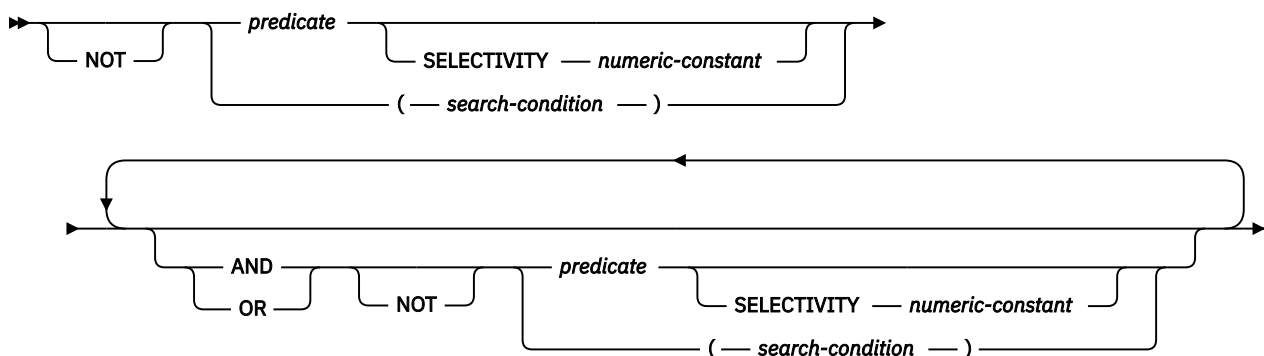 predicate
NOT SELECTIVITY numeric-constant
( search-condition )
AND predicate
OR NOT SELECTIVITY numeric-constant
( search-condition )